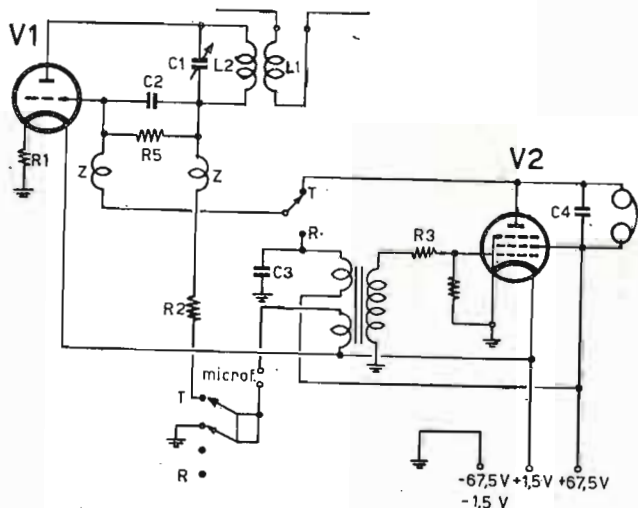 V1
C1
L2
L1
C2
R1
R5
Z
Z
T
V2
C4
R
R3
C3
R2
microf.
T
R
-67,5 V +1,5 V +67,5 V
-1,5 V